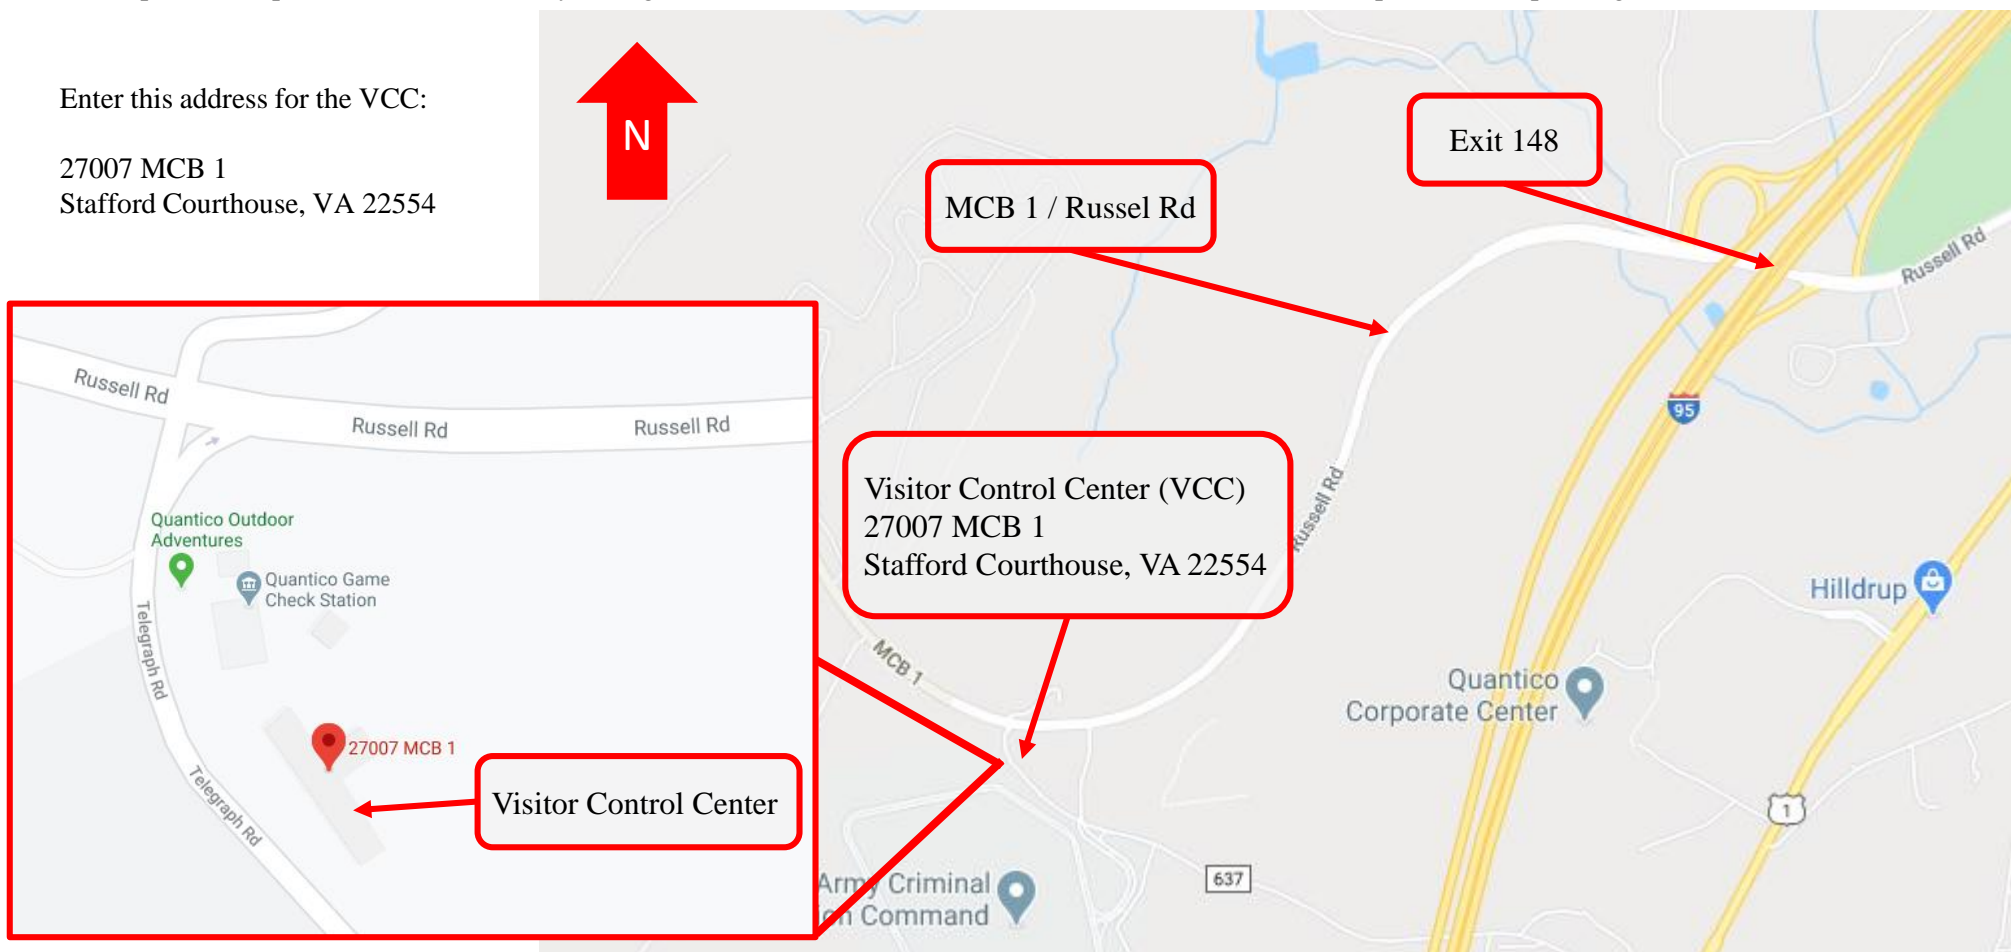 Enter this address for the VCC:
27007 MCB 1
Stafford Courthouse, VA 22554
N
Exit 148
MCB 1 / Russel Rd
Russell Rd
95
Visitor Control Center (VCC)
27007 MCB 1
Stafford Courthouse, VA 22554
Russell Rd
MCB 1
Hilldrup
Quantico
Corporate Center
1
637
Army Criminal
ion Command
Russell Rd
Russell Rd
Russell Rd
Quantico Outdoor
Adventures
Quantico Game
Check Station
Telegraph Rd
27007 MCB 1
Telegraph Rd
Visitor Control Center